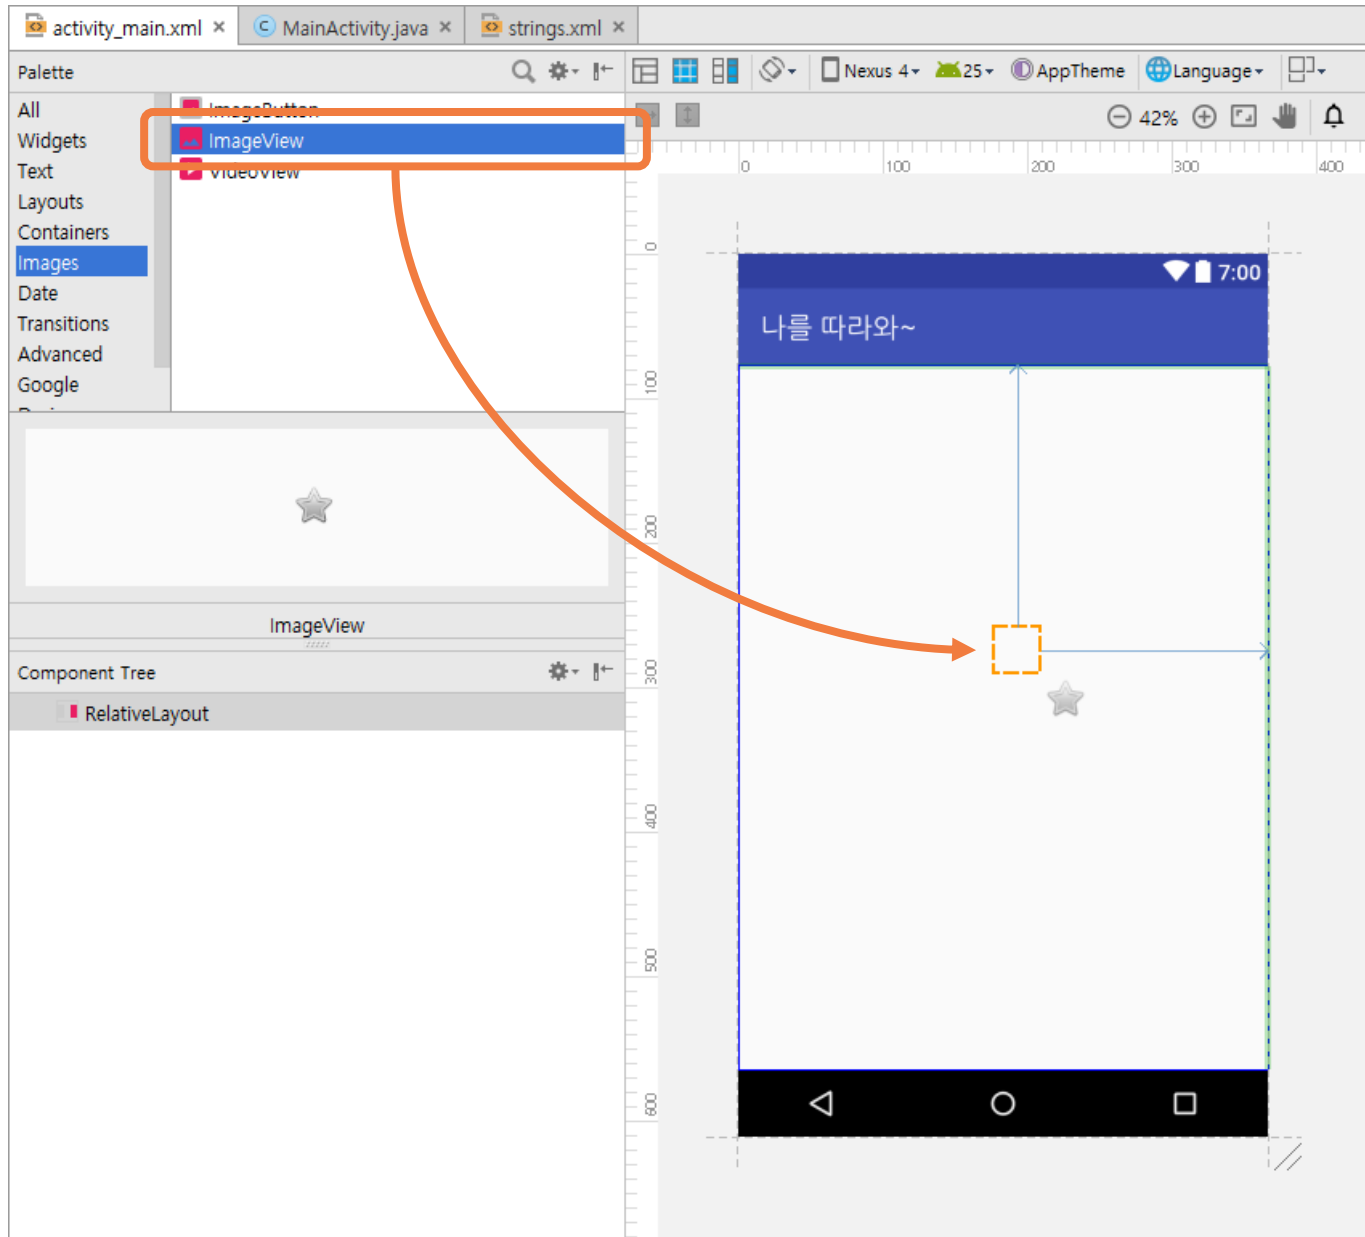 activity_main.xml
MainActivity.java
strings.xml
Palette
Nexus 4
25
AppTheme
Language
All
Widgets
Text
Layouts
Containers
Images
Date
Transitions
Advanced
Google
ImageButton
ImageView
VideoView
42%
0
100
200
300
400
0
100
200
300
400
500
600
7:00
나를 따라와~
ImageView
Component Tree
RelativeLayout